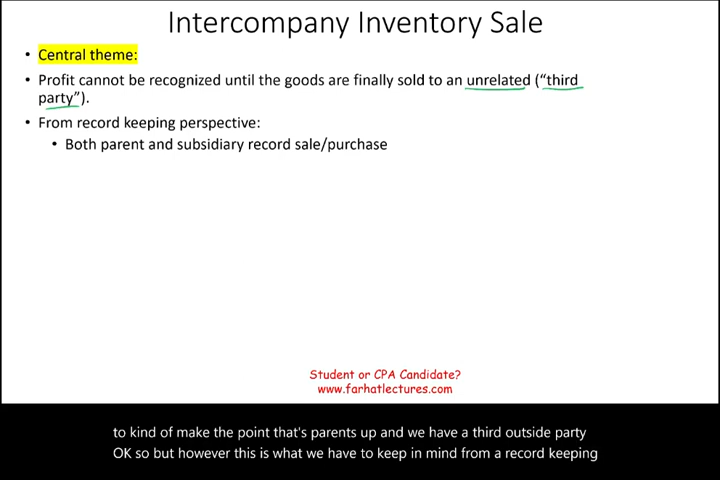 Intercompany Inventory Sale
• Central theme:
• Profit cannot be recognized until the goods are finally sold to an unrelated (“third
party”).
• From record keeping perspective:
• Both parent and subsidiary record sale/purchase
Student or CPA Candidate?
www.farhatlectures.com
to kind of make the point that's parents up and we have a third outside party
OK so but however this is what we have to keep in mind from a record keeping